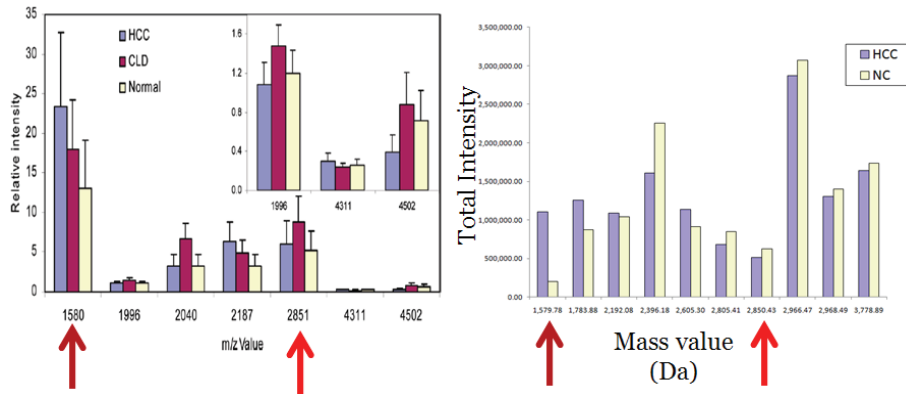 35
30
25
20
15
10
5
0
Relative intensity
HCC
CLD
Normal
1.6
1.2
0.8
0.4
0.0
1996 4311 4502
1580 1996 2040 2187 2851 4311 4502
m/z Value
3,500,000.00
3,000,000.00
2,500,000.00
2,000,000.00
1,500,000.00
1,000,000.00
500,000.00
0.00
Total Intensity
HCC
NC
1,579.78 1,783.88 2,192.08 2,396.18 2,605.30 2,805.41 2,850.43 2,966.47 2,968.49 3,778.89
Mass value
(Da)